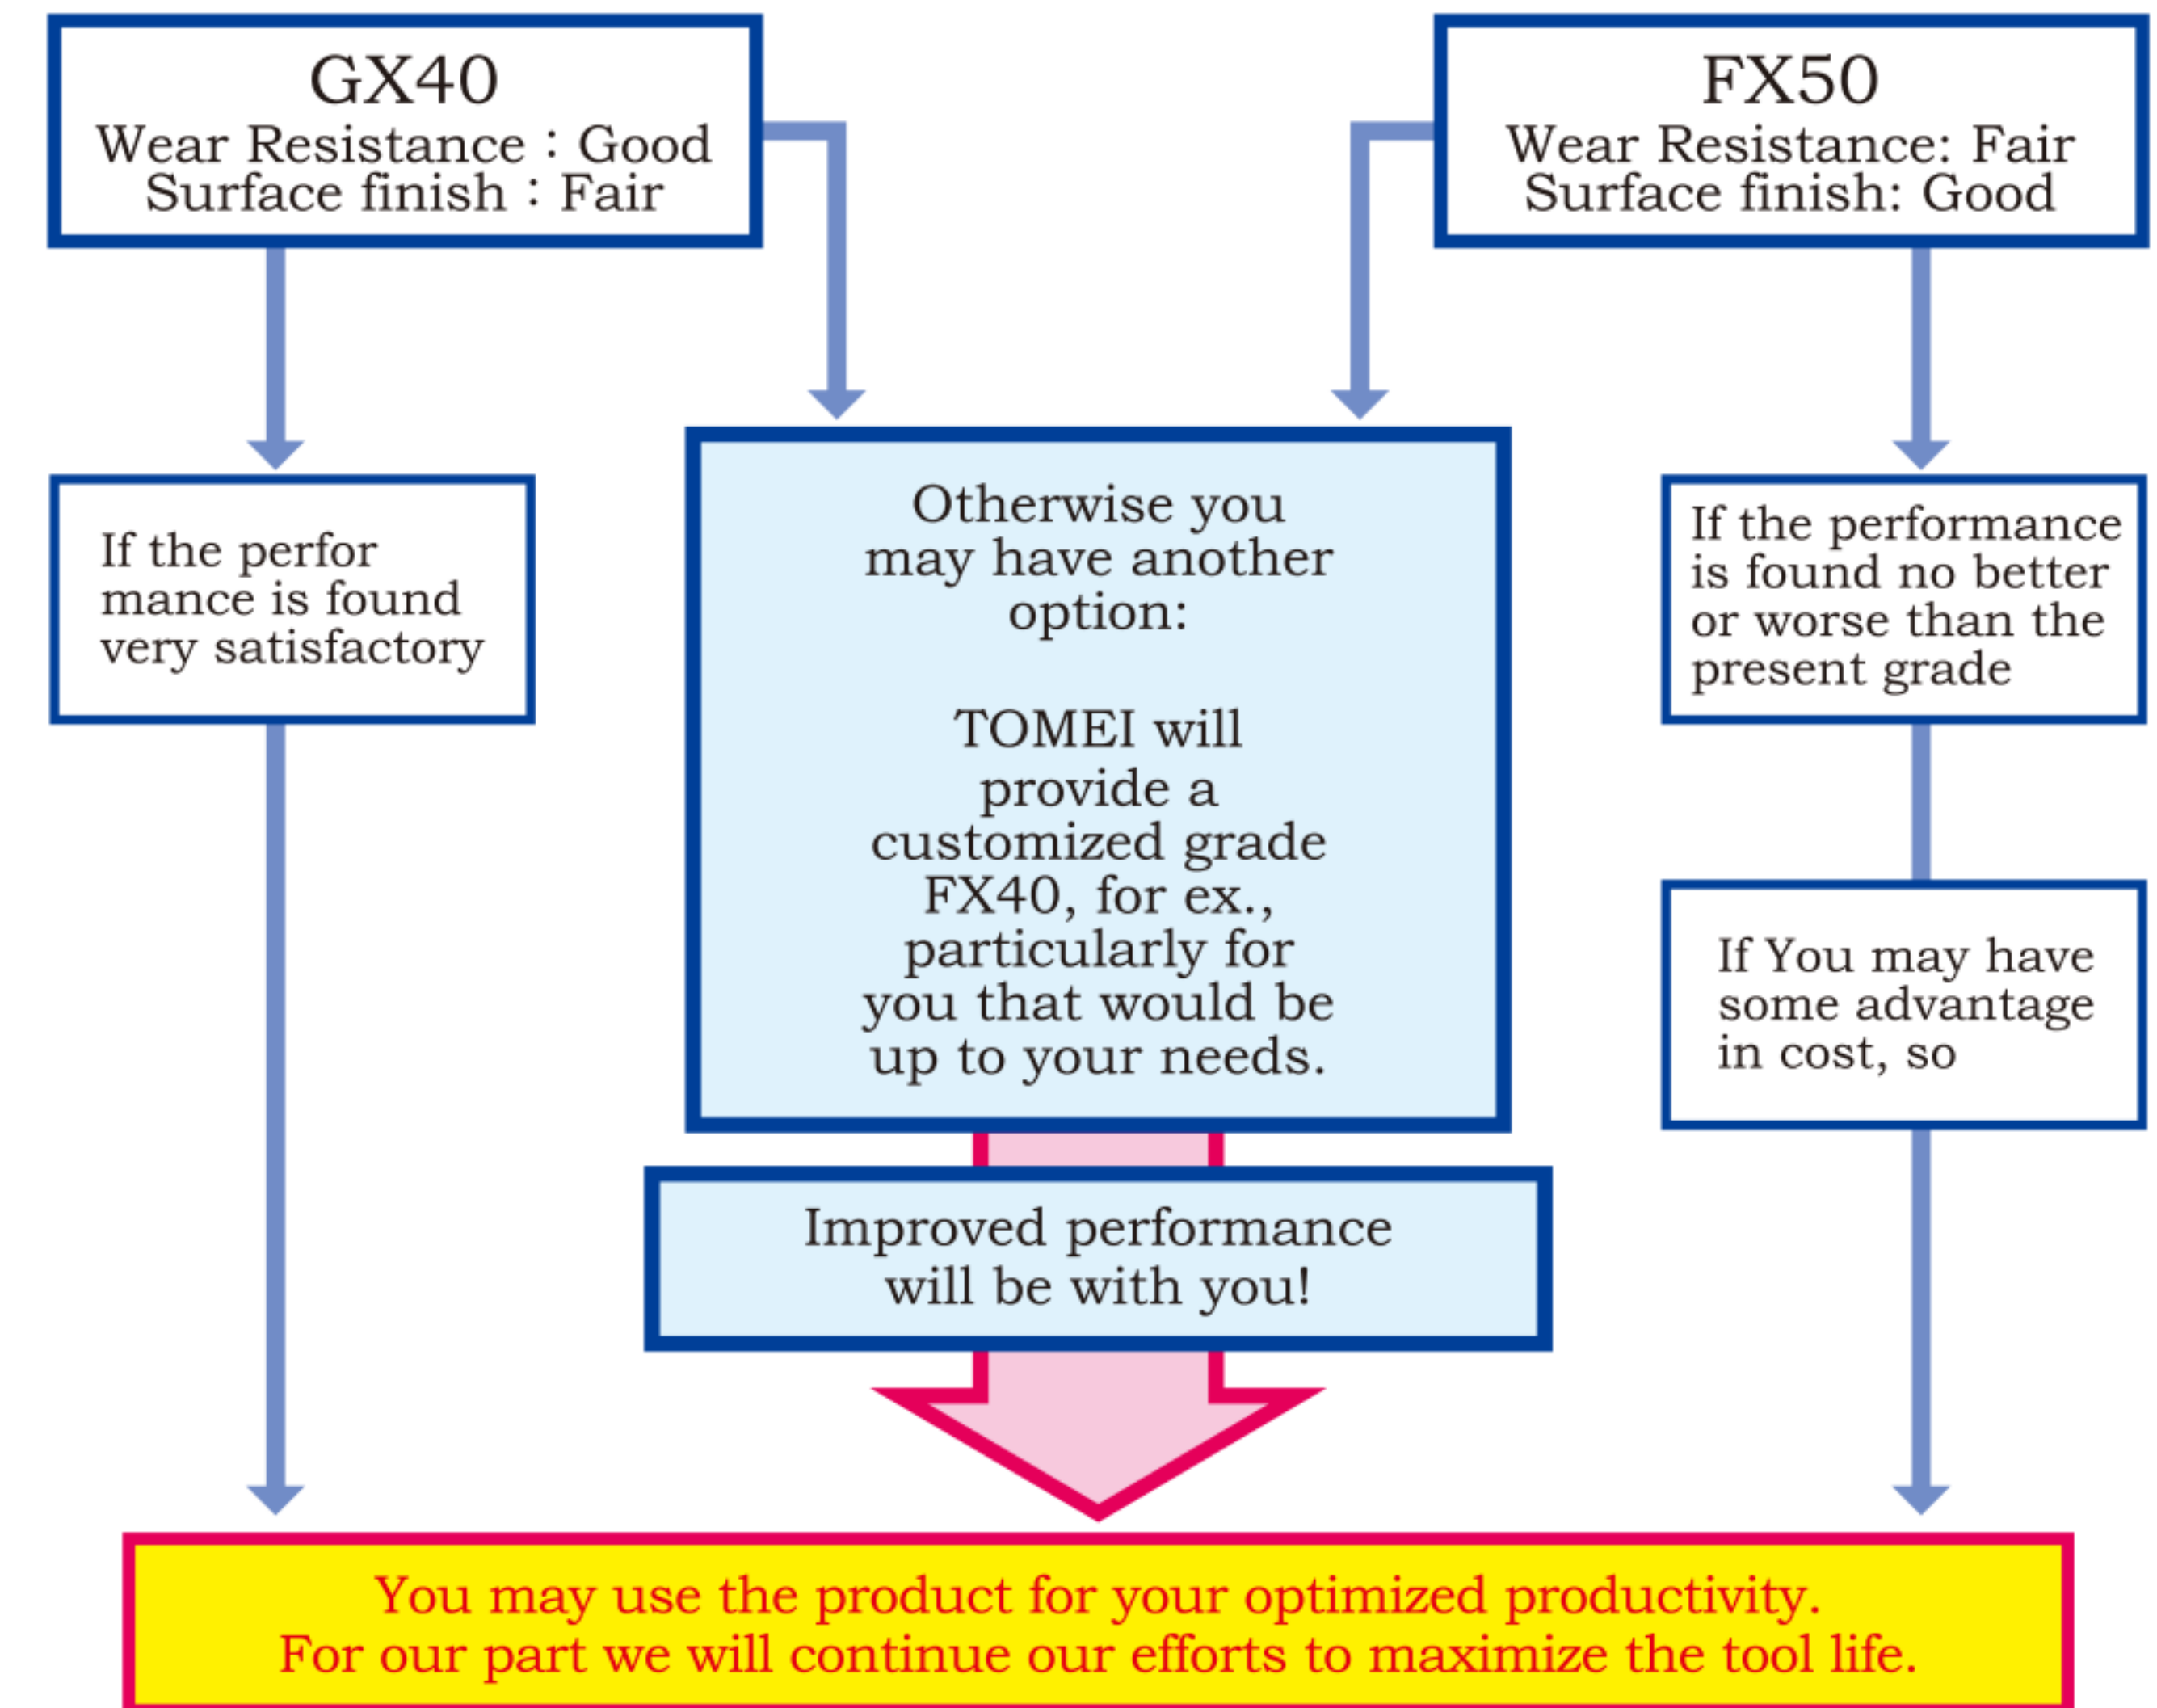 GX40
Wear Resistance : Good
Surface finish : Fair
FX50
Wear Resistance: Fair
Surface finish: Good
If the perfor
mance is found
very satisfactory
Otherwise you
may have another
option:
TOMEI will
provide a
customized grade
FX40, for ex.,
particularly for
you that would be
up to your needs.
If the performance
is found no better
or worse than the
present grade
If You may have
some advantage
in cost, so
Improved performance
will be with you!
You may use the product for your optimized productivity.
For our part we will continue our efforts to maximize the tool life.